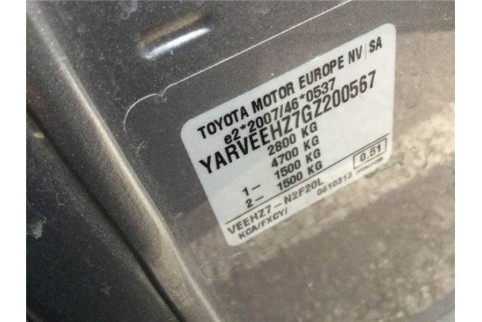 TOYOTA MOTOR EUROPE NV/SA
e2*2007/46*0537
YARVEEHZ7GZ200567
2800 KG
4700 KG
1- 1500 KG
2- 1500 KG
0.51
VEEHZ7-N2F20L 0610313
KCA/FXCY/